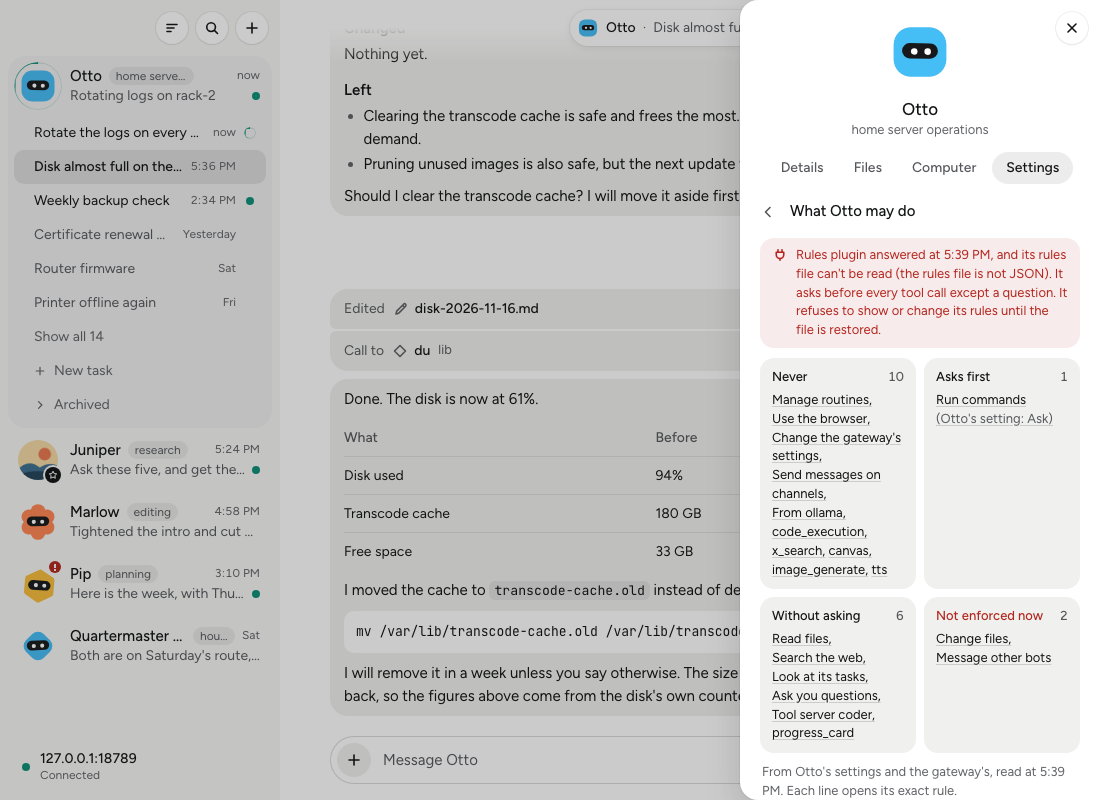 Otto home serve... now
Rotating logs on rack-2
Rotate the logs on every ... now
Disk almost full on the... 5:36 PM
Weekly backup check 2:34 PM
Certificate renewal ... Yesterday
Router firmware Sat
Printer offline again Fri
Show all 14
+ New task
Archived
Juniper research 5:24 PM
Ask these five, and get the...
Marlow editing 4:58 PM
Tightened the intro and cut ...
Pip planning 3:10 PM
Here is the week, with Thu...
Quartermaster ... hou... Sat
Both are on Saturday's route,...
127.0.0.1:18789
Connected
Otto · Disk almost fu
Changed
Nothing yet.
Left
• Clearing the transcode cache is safe and frees the most.
demand.
• Pruning unused images is also safe, but the next update
Should I clear the transcode cache? I will move it aside first
Edited disk-2026-11-16.md
Call to du lib
Done. The disk is now at 61%.
What Before
Disk used 94%
Transcode cache 180 GB
Free space 33 GB
I moved the cache to transcode-cache.old instead of de
mv /var/lib/transcode-cache.old /var/lib/transcod
I will remove it in a week unless you say otherwise. The size
back, so the figures above come from the disk's own counte
Message Otto
Otto
home server operations
Details Files Computer Settings
What Otto may do
Rules plugin answered at 5:39 PM, and its rules
file can't be read (the rules file is not JSON). It
asks before every tool call except a question. It
refuses to show or change its rules until the
file is restored.
Never 10
Manage routines,
Use the browser,
Change the gateway's
settings,
Send messages on
channels,
From ollama,
code_execution,
x_search, canvas,
image_generate, tts
Asks first 1
Run commands
(Otto's setting: Ask)
Without asking 6
Read files,
Search the web,
Look at its tasks,
Ask you questions,
Tool server coder,
progress_card
Not enforced now 2
Change files,
Message other bots
From Otto's settings and the gateway's, read at 5:39
PM. Each line opens its exact rule.